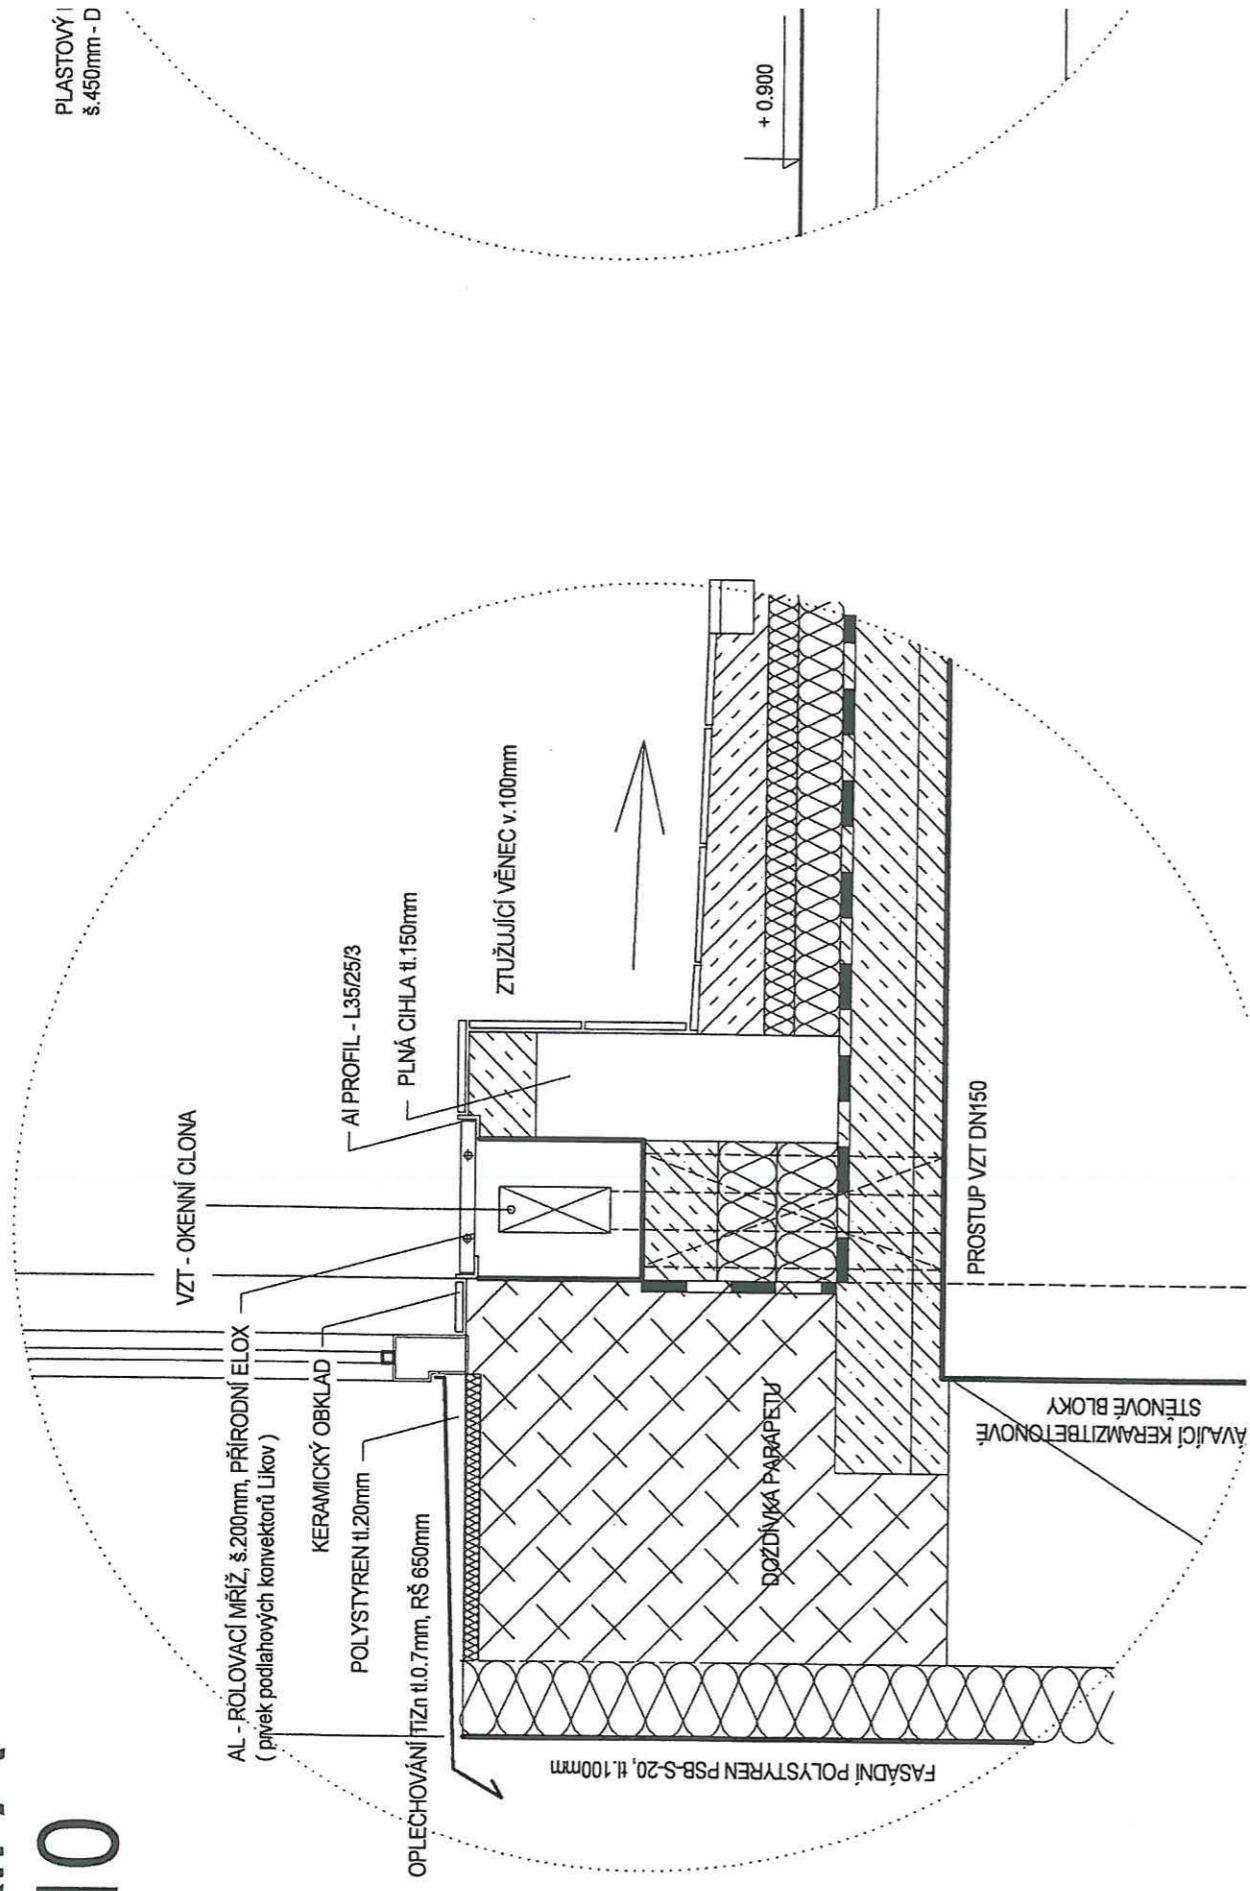 PLASTOVÝ
š.450mm - D
+ 0.900
VZT - OKENNÍ CLONA
AL - ROLOVACÍ MŘÍŽ, š.200mm, PŘÍRODNÍ ELOX
( prvek podlahových konvektorů Likov )
KERAMICKÝ OBKLAD
POLYSTYREN tl.20mm
OPLECHOVÁNÍ TiZn tl.0.7mm, RŠ 650mm
Al PROFIL - L35/25/3
PLNÁ CIHLA tl.150mm
ZTUŽUJÍCÍ VĚNEC v.100mm
DOZDÍVKA PARAPETU
PROSTUP VZT DN150
AVAJÍCÍ KERAMZITBETONOVÉ
STĚNOVÉ BLOKY
FASÁDNÍ POLYSTYREN PSB-S-20, tl.100mm